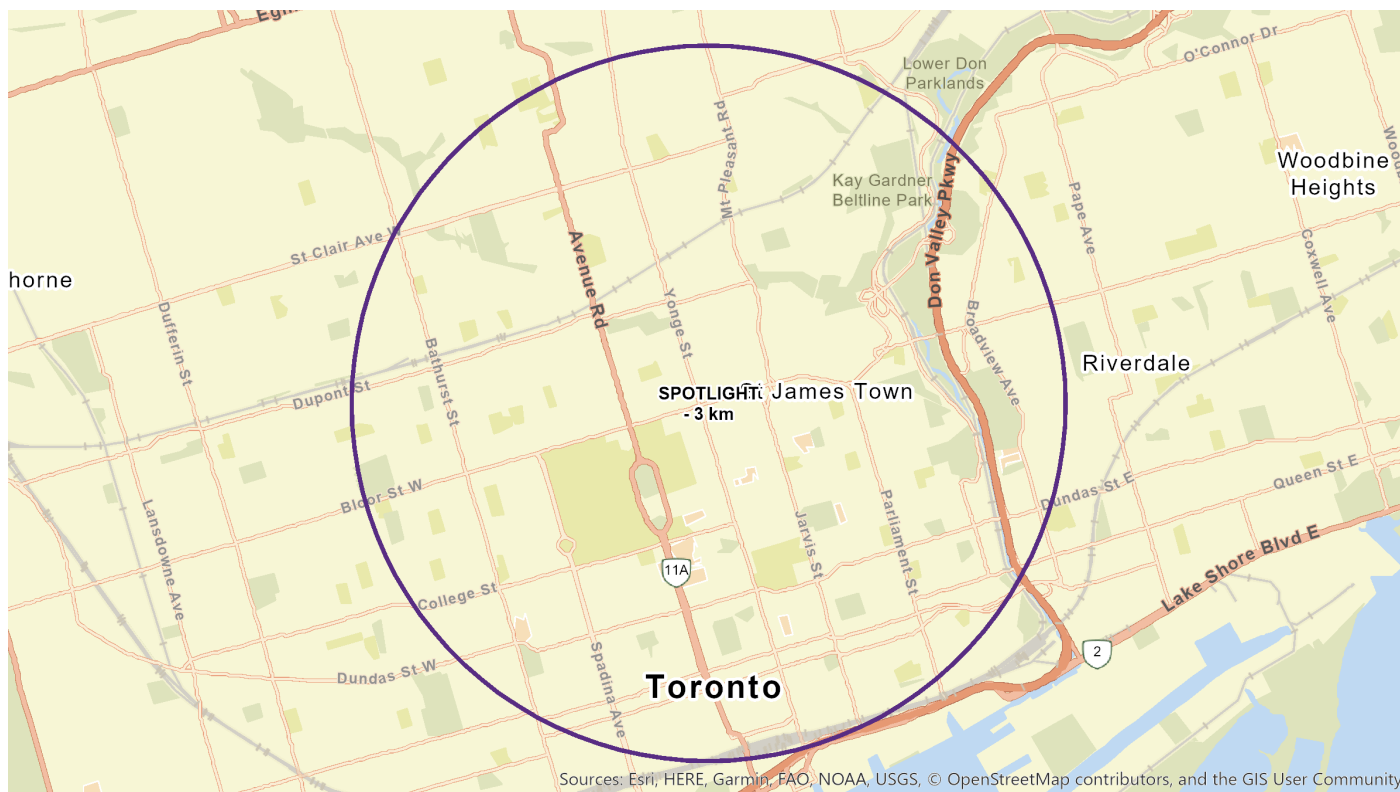 Egli
O'Connor Dr
Lower Don
Parklands
Mt Pleasant Rd
Woodbine
Heights
Kay Gardner
Beltline Park
Don Valley Pkwy
Pape Ave
St Clair Ave W
Avenue Rd
Coxwell Ave
horne
Dufferin St
Yonge St
Broadview Ave
Bathurst St
Riverdale
Dupont St
SPOTLIGHT
- 3 km
James Town
Bloor St W
Queen St E
Dundas St E
Lansdowne Ave
Jarvis St
Parliament St
11A
Lake Shore Blvd E
College St
2
Dundas St W
Spadina Ave
Toronto
Sources: Esri, HERE, Garmin, FAO, NOAA, USGS, © OpenStreetMap contributors, and the GIS User Community